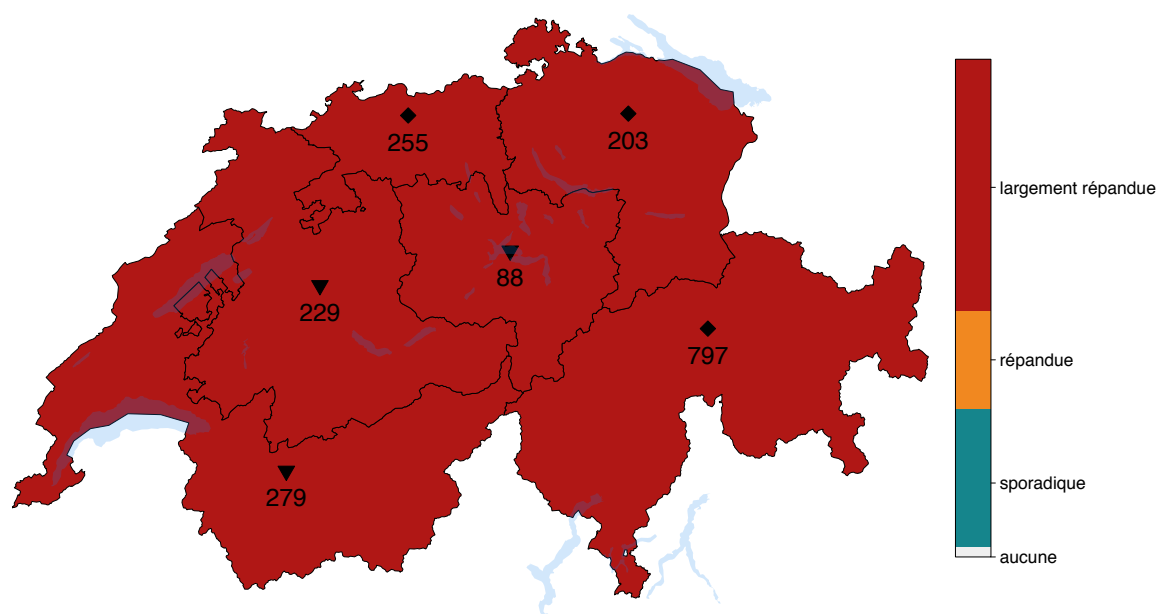 255
203
largement répandue
88
229
797
répandue
279
sporadique
aucune